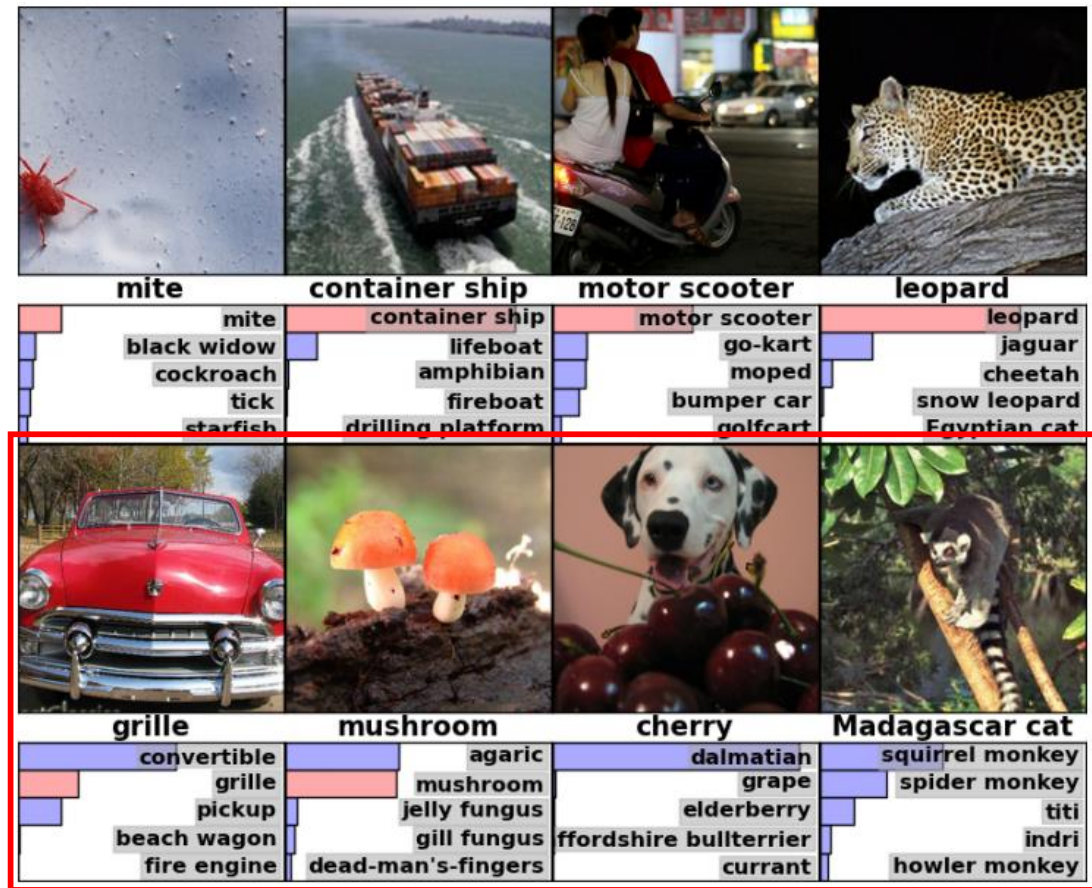 mite
container ship
motor scooter
leopard
mite
black widow
cockroach
tick
starfish
container ship
lifeboat
amphibian
fireboat
drilling platform
motor scooter
go-kart
moped
bumper car
golfcart
leopard
jaguar
cheetah
snow leopard
Egyptian cat
grille
mushroom
cherry
Madagascar cat
convertible
grille
pickup
beach wagon
fire engine
agaric
mushroom
jelly fungus
gill fungus
dead-man's-fingers
dalmatian
grape
elderberry
ffordshire bullterrier
currant
squirrel monkey
spider monkey
titi
indri
howler monkey